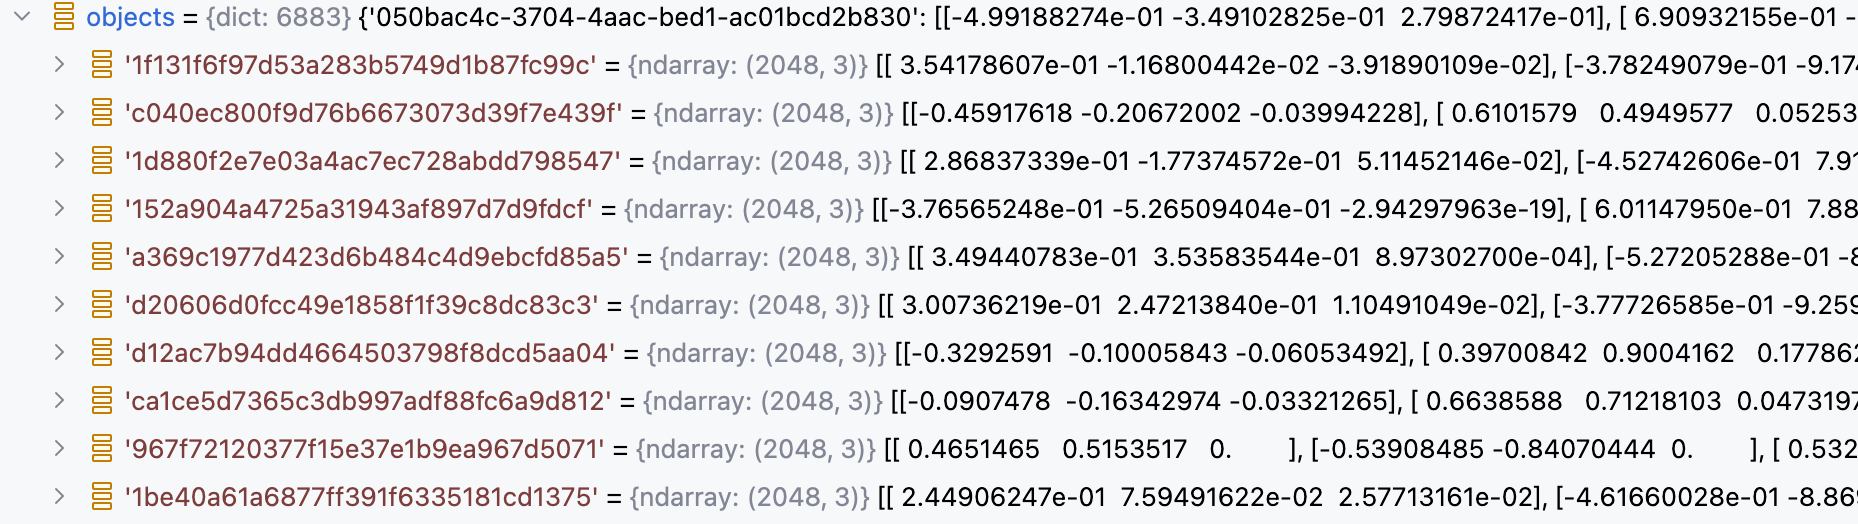 objects = {dict: 6883} {'050bac4c-3704-4aac-bed1-ac01bcd2b830': [[-4.99188274e-01 -3.49102825e-01 2.79872417e-01], [ 6.90932155e-01 -
'1f131f6f97d53a283b5749d1b87fc99c' = {ndarray: (2048, 3)} [[ 3.54178607e-01 -1.16800442e-02 -3.91890109e-02], [-3.78249079e-01 -9.174
'c040ec800f9d76b6673073d39f7e439f' = {ndarray: (2048, 3)} [[-0.45917618 -0.20672002 -0.03994228], [ 0.6101579 0.4949577 0.05253
'1d880f2e7e03a4ac7ec728abdd798547' = {ndarray: (2048, 3)} [[ 2.86837339e-01 -1.77374572e-01 5.11452146e-02], [-4.52742606e-01 7.91
'152a904a4725a31943af897d7d9fdcf' = {ndarray: (2048, 3)} [[-3.76565248e-01 -5.26509404e-01 -2.94297963e-19], [ 6.01147950e-01 7.88
'a369c1977d423d6b484c4d9ebcfd85a5' = {ndarray: (2048, 3)} [[ 3.49440783e-01 3.53583544e-01 8.97302700e-04], [-5.27205288e-01 -8
'd20606d0fcc49e1858f1f39c8dc83c3' = {ndarray: (2048, 3)} [[ 3.00736219e-01 2.47213840e-01 1.10491049e-02], [-3.77726585e-01 -9.259
'd12ac7b94dd4664503798f8dcd5aa04' = {ndarray: (2048, 3)} [[-0.3292591 -0.10005843 -0.06053492], [ 0.39700842 0.9004162 0.177862
'ca1ce5d7365c3db997adf88fc6a9d812' = {ndarray: (2048, 3)} [[-0.0907478 -0.16342974 -0.03321265], [ 0.6638588 0.71218103 0.0473197
'967f72120377f15e37e1b9ea967d5071' = {ndarray: (2048, 3)} [[ 0.4651465 0.5153517 0. ], [-0.53908485 -0.84070444 0. ], [ 0.532
'1be40a61a6877ff391f6335181cd1375' = {ndarray: (2048, 3)} [[ 2.44906247e-01 7.59491622e-02 2.57713161e-02], [-4.61660028e-01 -8.869